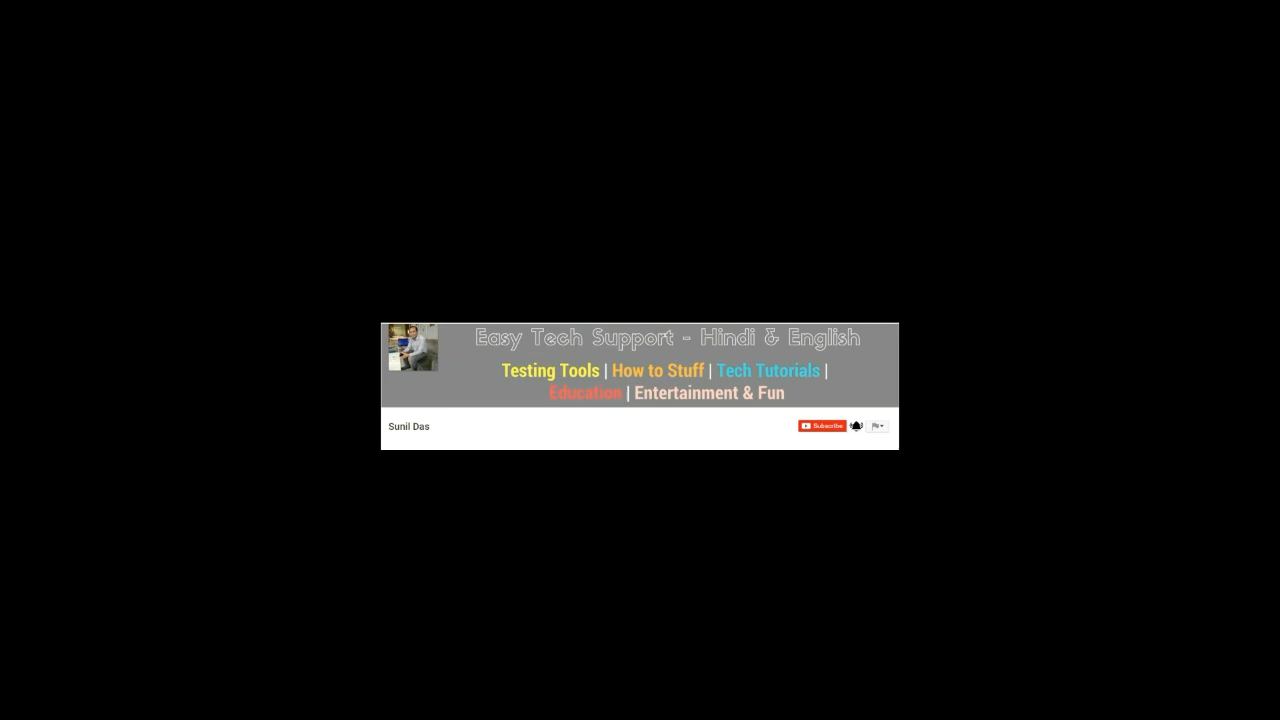 Easy Tech Support - Hindi & English
Testing Tools | How to Stuff | Tech Tutorials |
Education | Entertainment & Fun
Sunil Das
Subscribe